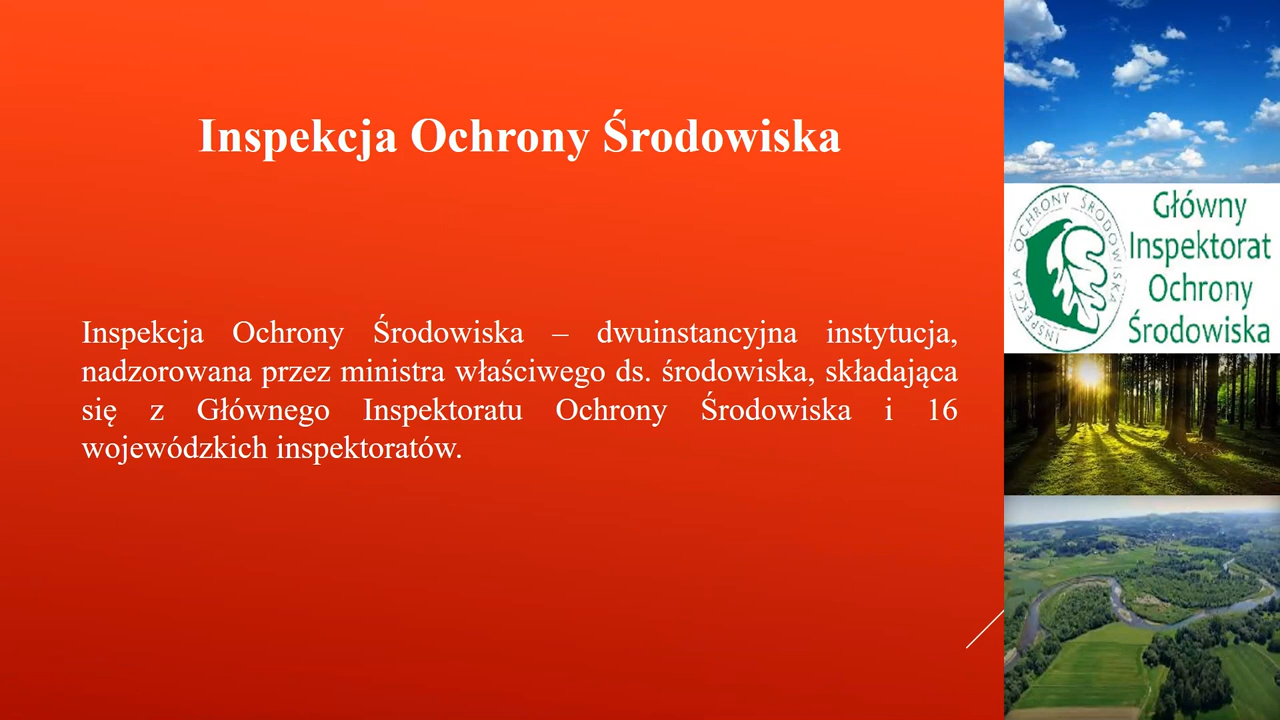 Inspekcja Ochrony Środowiska
Inspekcja Ochrony Środowiska – dwuinstancyjna instytucja,
nadzorowana przez ministra właściwego ds. środowiska, składająca
się z Głównego Inspektoratu Ochrony Środowiska i 16
wojewódzkich inspektoratów.
INSPEKCJA OCHRONY ŚRODOWISKA
Główny
Inspektorat
Ochrony
Środowiska